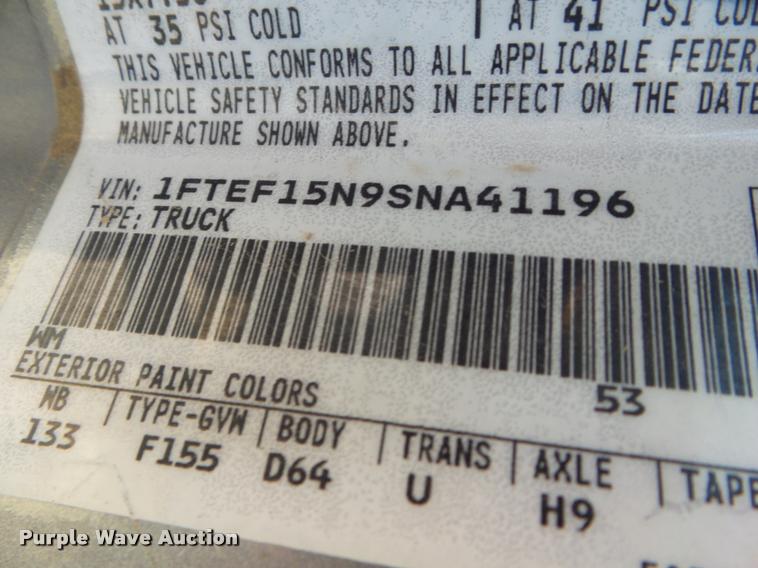 AT 35 PSI COLD AT 41 PSI
THIS VEHICLE CONFORMS TO ALL APPLICABLE
VEHICLE SAFETY STANDARDS IN EFFECT ON THE DATE
MANUFACTURE SHOWN ABOVE.
VIN: 1FTEF15N9SNA41196
TYPE: TRUCK
WM
EXTERIOR PAINT COLORS 53
WB TYPE-GVW BODY TRANS AXLE TAPE
133 F155 D64 U H9
Purple Wave Auction